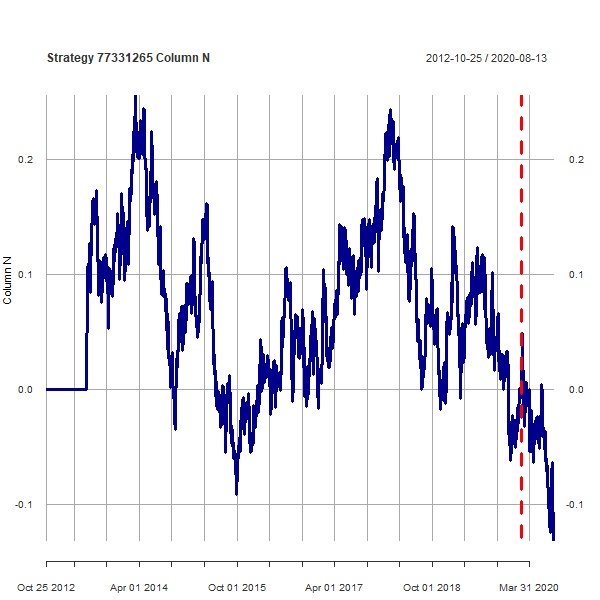 Strategy 77331265 Column N
2012-10-25 / 2020-08-13
0.2
0.2
0.1
0.1
0.0
0.0
-0.1
-0.1
Column N
Oct 25 2012
Apr 01 2014
Oct 01 2015
Apr 01 2017
Oct 01 2018
Mar 31 2020